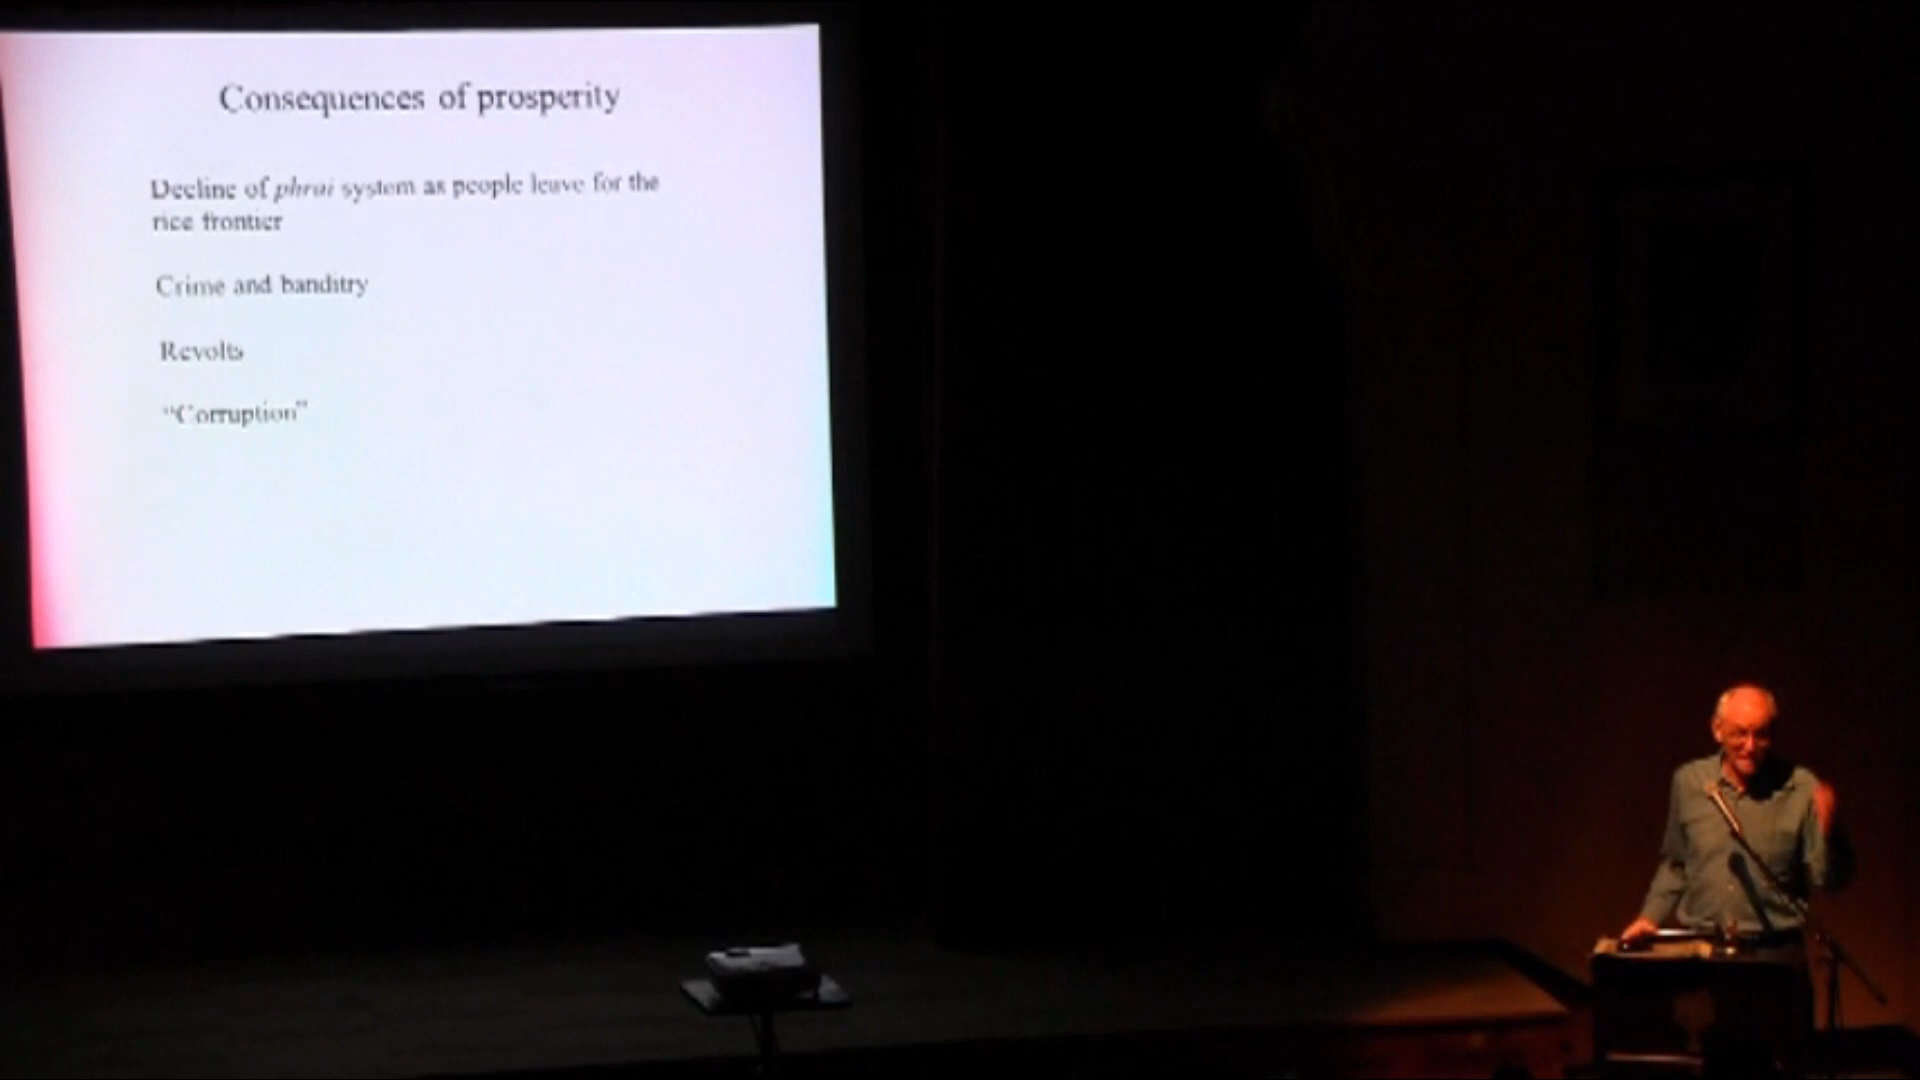 Consequences of prosperity
Decline of phrai system as people leave for the
rice frontier
Crime and banditry
Revolts
“Corruption”